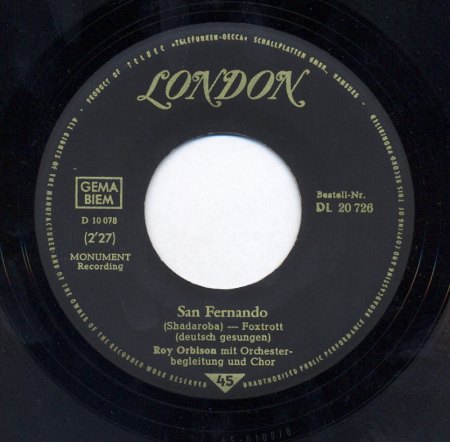 PRODUCT OF TELDEC »TELEFUNKEN-DECCA« SCHALLPLATTEN GMBH., HAMBURG
LONDON
GEMA
BIEM
D 10 078
(2'27)
MONUMENT
Recording
Bestell-Nr.
DL 20 726
San Fernando
(Shadaroba) — Foxtrott
(deutsch gesungen)
Roy Orbison mit Orchester-
begleitung und Chor
45
ALL RIGHTS OF THE MANUFACTURER AND OF THE OWNER OF THE RECORDED WORK RESERVED
UNAUTHORISED PUBLIC PERFORMANCE BROADCASTING AND COPYING OF THIS RECORD PROHIBITED